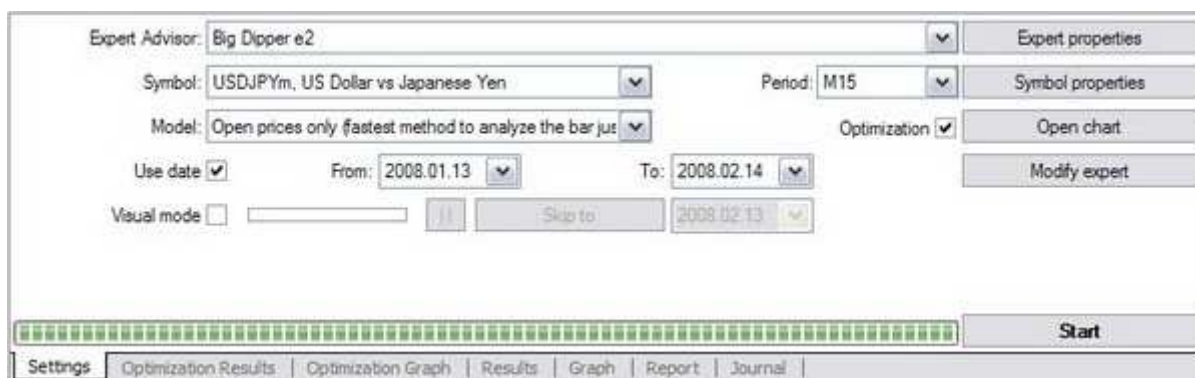 Expert Advisor: Big Dipper e2 Expert properties
Symbol: USDJPYm, US Dollar vs Japanese Yen Period: M15 Symbol properties
Model: Open prices only (fastest method to analyze the bar jus Optimization Open chart
Use date From: 2008.01.13 To: 2008.02.14 Modify expert
Visual mode Skip to 2008.02.13
Start
Settings Optimization Results Optimization Graph Results Graph Report Journal